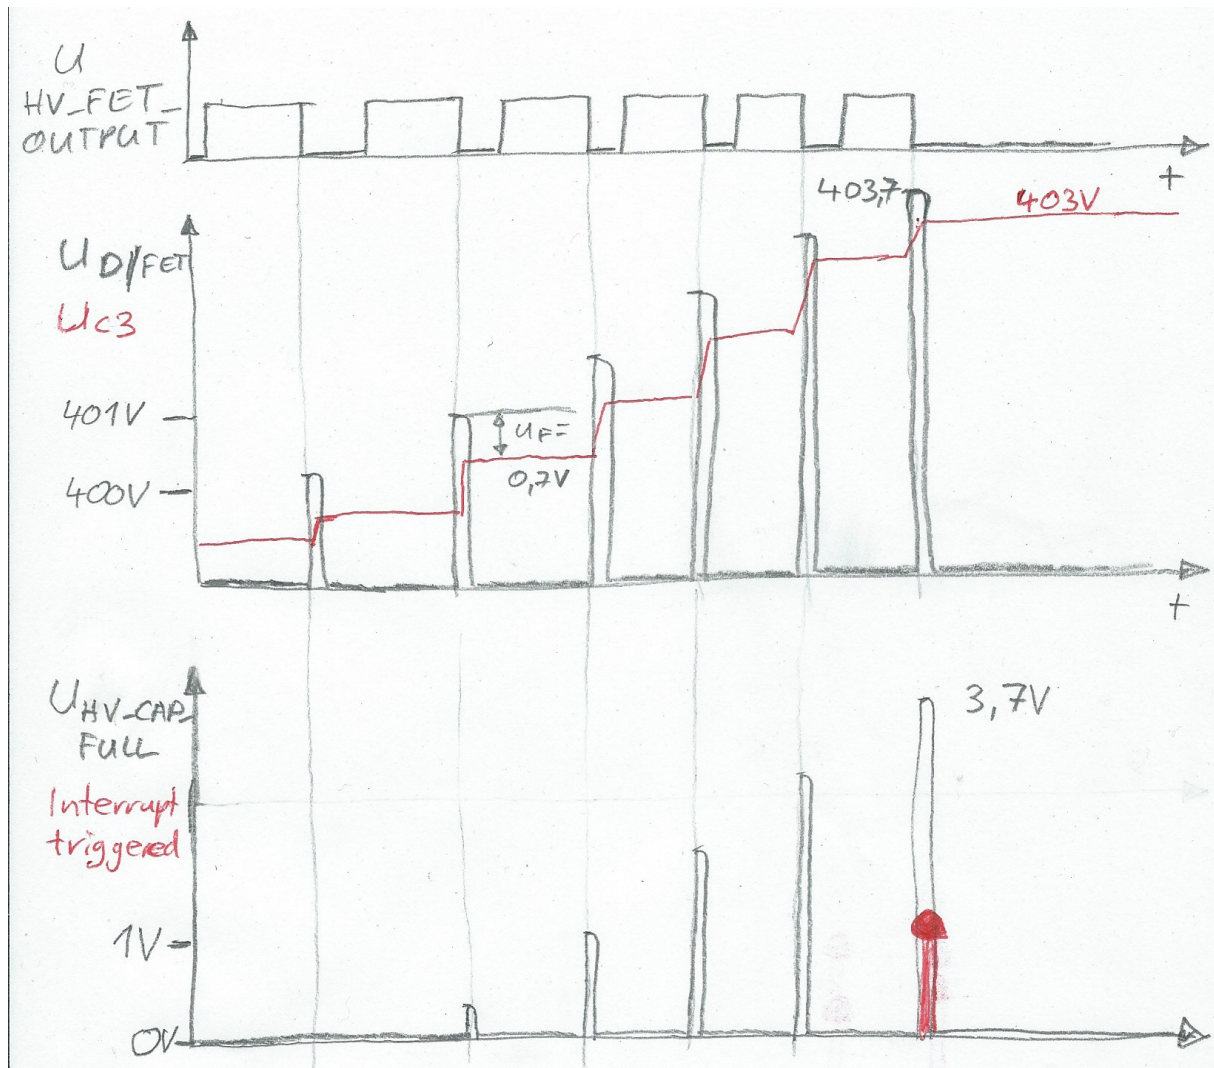 U
HV_FET_
OUTPUT
t
403,7
403V
U D/FET
Uc3
401V
UF=
0,7V
400V
t
UHV_CAP_
FULL
3,7V
Interrupt
triggered
1V
0V